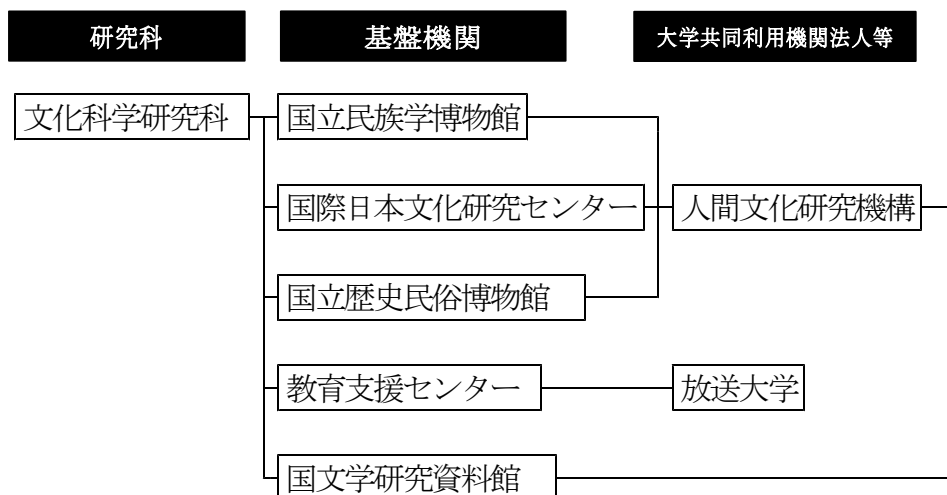 研究科
基盤機関
大学共同利用機関法人等
文化科学研究科
国立民族学博物館
国際日本文化研究センター
人間文化研究機構
国立歴史民俗博物館
教育支援センター
放送大学
国文学研究資料館